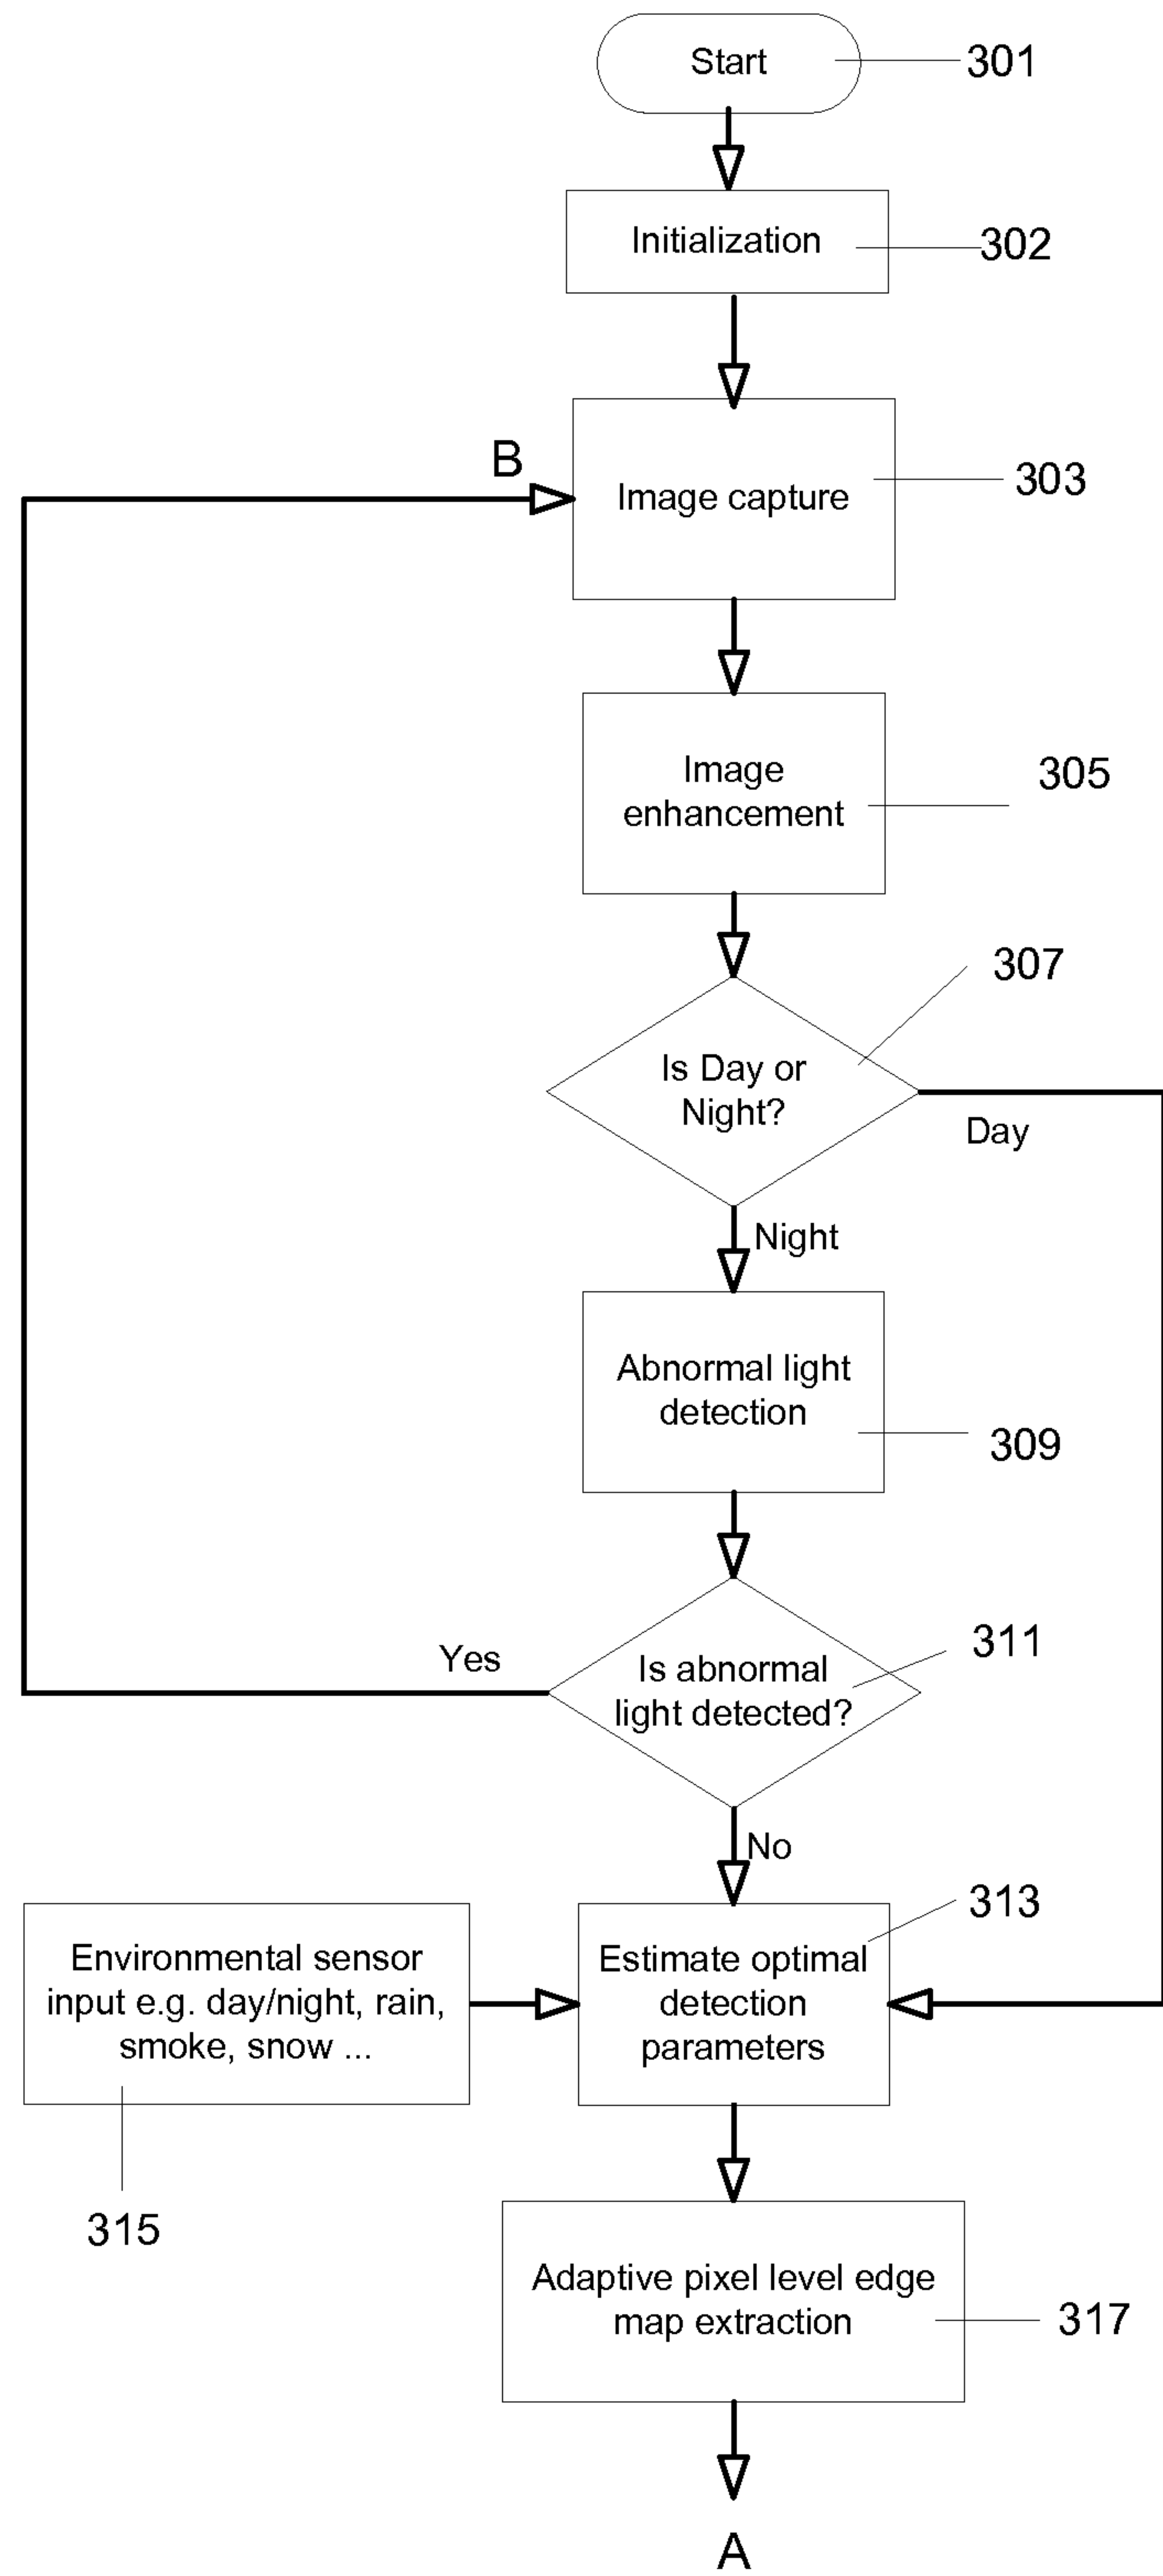 Start
301
Initialization
302
B
Image capture
303
Image
enhancement
305
307
Is Day or
Night?
Day
Night
Abnormal light
detection
309
311
Yes
Is abnormal
light detected?
No
313
Environmental sensor
input e.g. day/night, rain,
smoke, snow ...
Estimate optimal
detection
parameters
315
Adaptive pixel level edge
map extraction
317
A